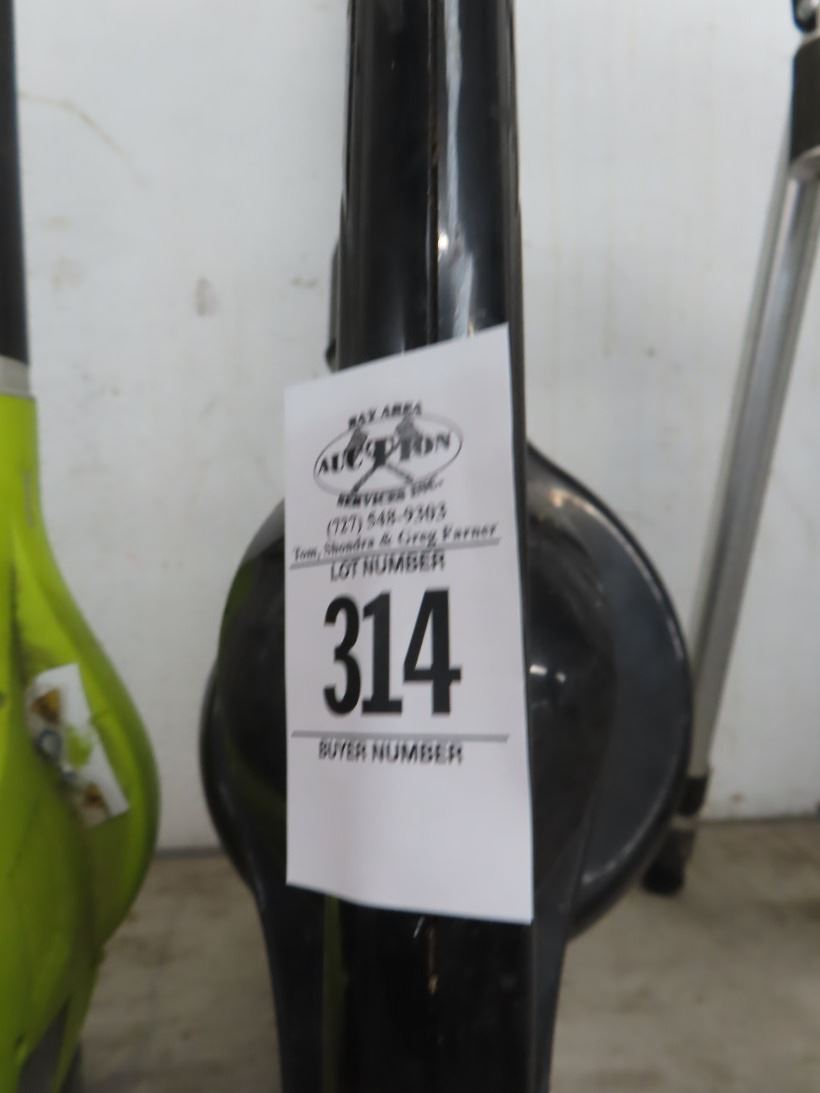 BAY AREA
AUCTION
SERVICES INC.
(727) 548-9303
Tom, Shondra & Greg Farner
LOT NUMBER
314
BUYER NUMBER